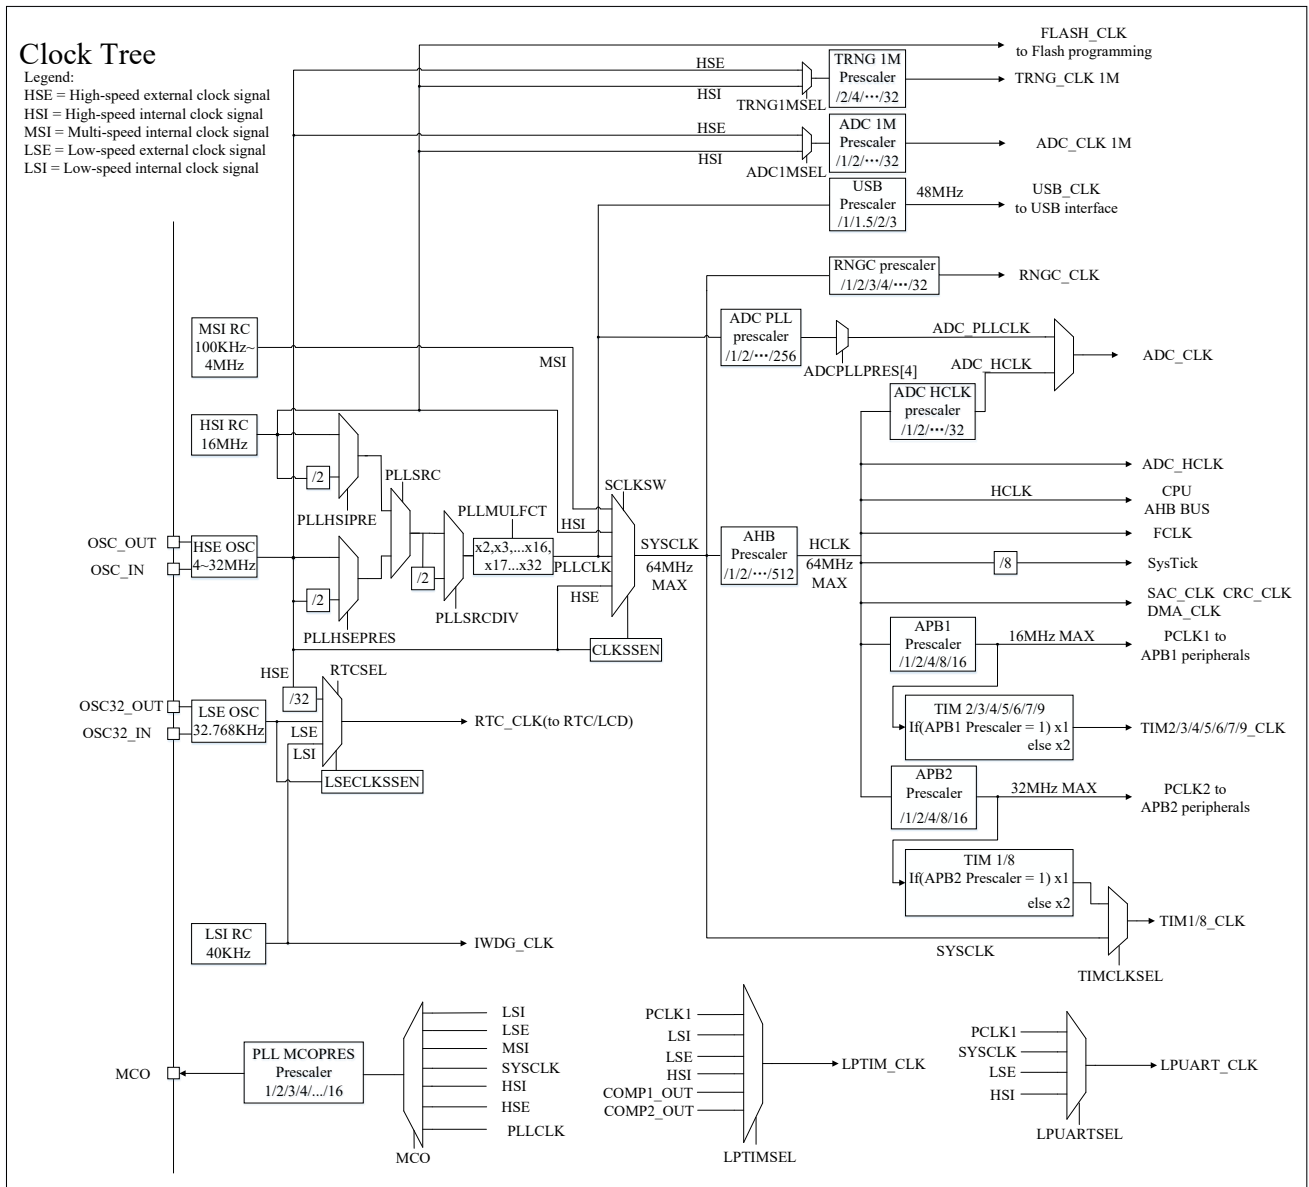 Clock Tree
Legend:
HSE = High-speed external clock signal
HSI = High-speed internal clock signal
MSI = Multi-speed internal clock signal
LSE = Low-speed external clock signal
LSI = Low-speed internal clock signal
FLASH_CLK
to Flash programming
HSE
HSI
TRNG1MSEL
TRNG 1M
Prescaler
/2/4/···/32
TRNG_CLK 1M
HSE
HSI
ADC1MSEL
ADC 1M
Prescaler
/1/2/···/32
ADC_CLK 1M
USB
Prescaler
/1/1.5/2/3
48MHz
USB_CLK
to USB interface
RNGC prescaler
/1/2/3/4/···/32
RNGC_CLK
MSI RC
100KHz~
4MHz
MSI
ADC PLL
prescaler
/1/2/···/256
ADCPLLPRES[4]
ADC_PLLCLK
ADC_HCLK
ADC_CLK
ADC HCLK
prescaler
/1/2/···/32
HSI RC
16MHz
/2
PLLHSIPRE
PLLSRC
PLLMULFCT
SCLKSW
ADC_HCLK
HCLK
CPU
AHB BUS
FCLK
OSC_OUT
OSC_IN
HSE OSC
4~32MHz
/2
PLLHSEPRES
/2
PLLSRCDIV
x2,x3,...x16,
x17...x32
HSI
PLLCLK
HSE
CLKSSEN
SYSCLK
64MHz
MAX
AHB
Prescaler
/1/2/···/512
HCLK
64MHz
MAX
/8
SysTick
SAC_CLK CRC_CLK
DMA_CLK
APB1
Prescaler
/1/2/4/8/16
16MHz MAX
PCLK1 to
APB1 peripherals
HSE
/32
RTCSEL
OSC32_OUT
OSC32_IN
LSE OSC
32.768KHz
LSE
LSI
LSECLKSSEN
RTC_CLK(to RTC/LCD)
TIM 2/3/4/5/6/7/9
If(APB1 Prescaler = 1) x1
else x2
TIM2/3/4/5/6/7/9_CLK
APB2
Prescaler
/1/2/4/8/16
32MHz MAX
PCLK2 to
APB2 peripherals
TIM 1/8
If(APB2 Prescaler = 1) x1
else x2
TIM1/8_CLK
SYSCLK
TIMCLKSEL
LSI RC
40KHz
IWDG_CLK
MCO
PLL MCOPRES
Prescaler
1/2/3/4/.../16
LSI
LSE
MSI
SYSCLK
HSI
HSE
PLLCLK
MCO
PCLK1
LSI
LSE
HSI
COMP1_OUT
COMP2_OUT
LPTIMSEL
LPTIM_CLK
PCLK1
SYSCLK
LSE
HSI
LPUARTSEL
LPUART_CLK